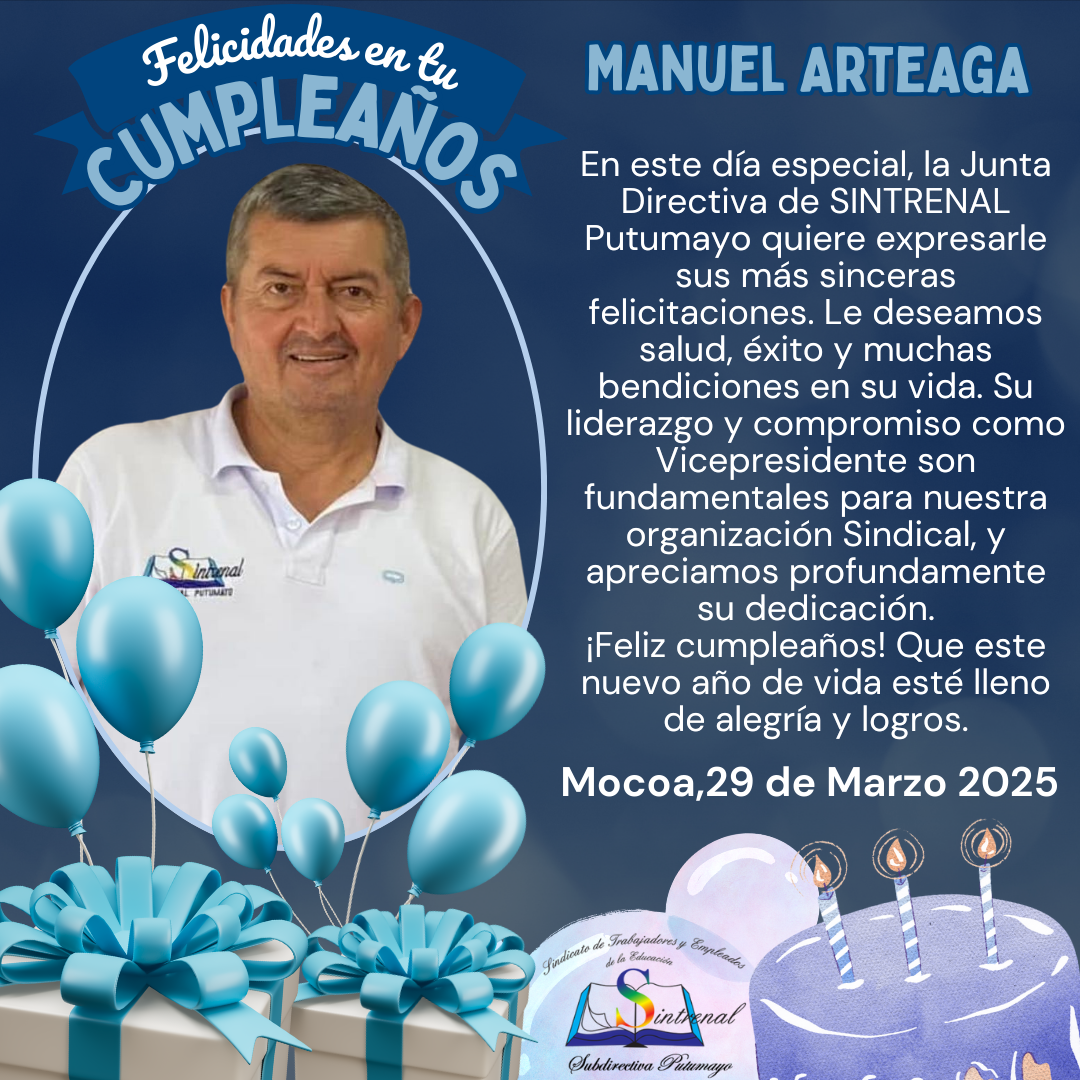 Felicidades en tu
CUMPLEAÑOS
MANUEL ARTEAGA
En este día especial, la Junta
Directiva de SINTRENAL
Putumayo quiere expresarle
sus más sinceras
felicitaciones. Le deseamos
salud, éxito y muchas
bendiciones en su vida. Su
liderazgo y compromiso como
Vicepresidente son
fundamentales para nuestra
organización Sindical, y
apreciamos profundamente
su dedicación.
¡Feliz cumpleaños! Que este
nuevo año de vida esté lleno
de alegría y logros.
Mocoa,29 de Marzo 2025
Sintrenal
PUTUMAYO
Sindicato de Trabajadores y Empleados
de la Educación
Sintrenal
Subdirectiva Putumayo